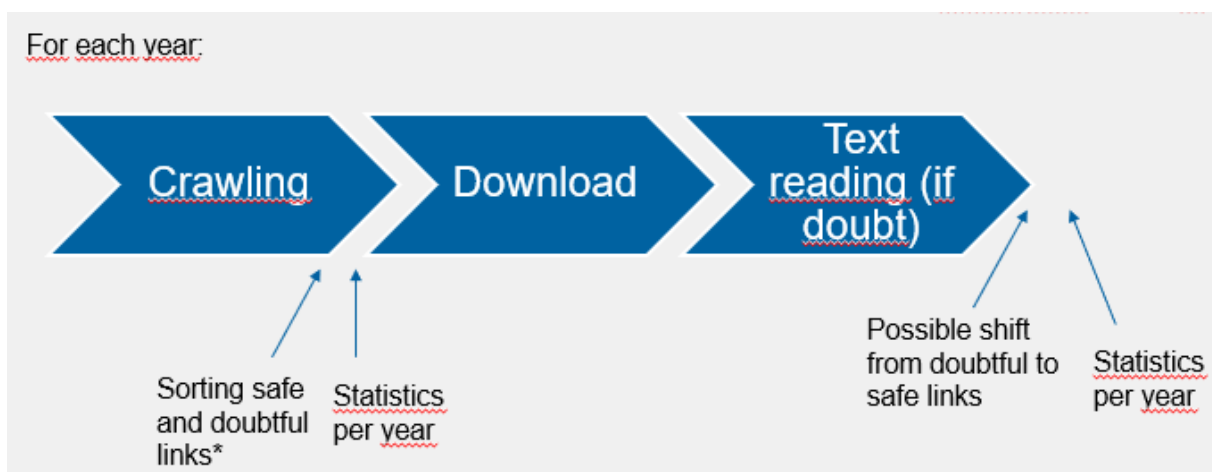 For each year:
Crawling
Download
Text
reading (if
doubt)
Sorting safe
and doubtful
links*
Statistics
per year
Possible shift
from doubtful to
safe links
Statistics
per year